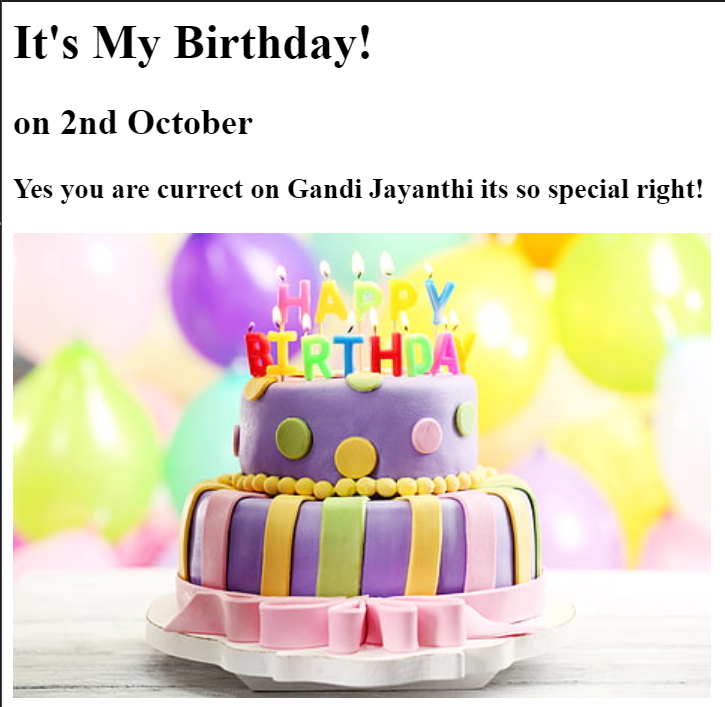 It's My Birthday!
on 2nd October
Yes you are currect on Gandi Jayanthi its so special right!
HAPPY
BIRTHDAY